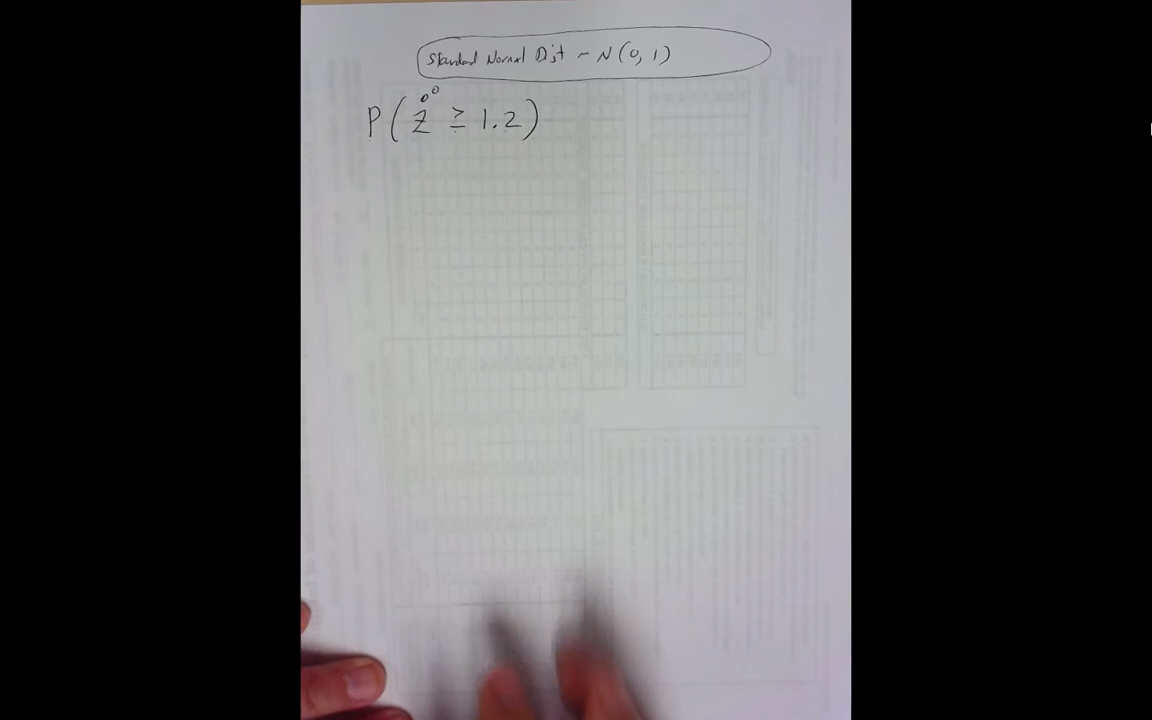 Standard Normal Dist ~ N(0, 1)
P(Z ≥ 1.2)